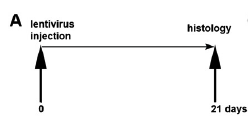 A
lentivirus
injection
histology
0
21 days